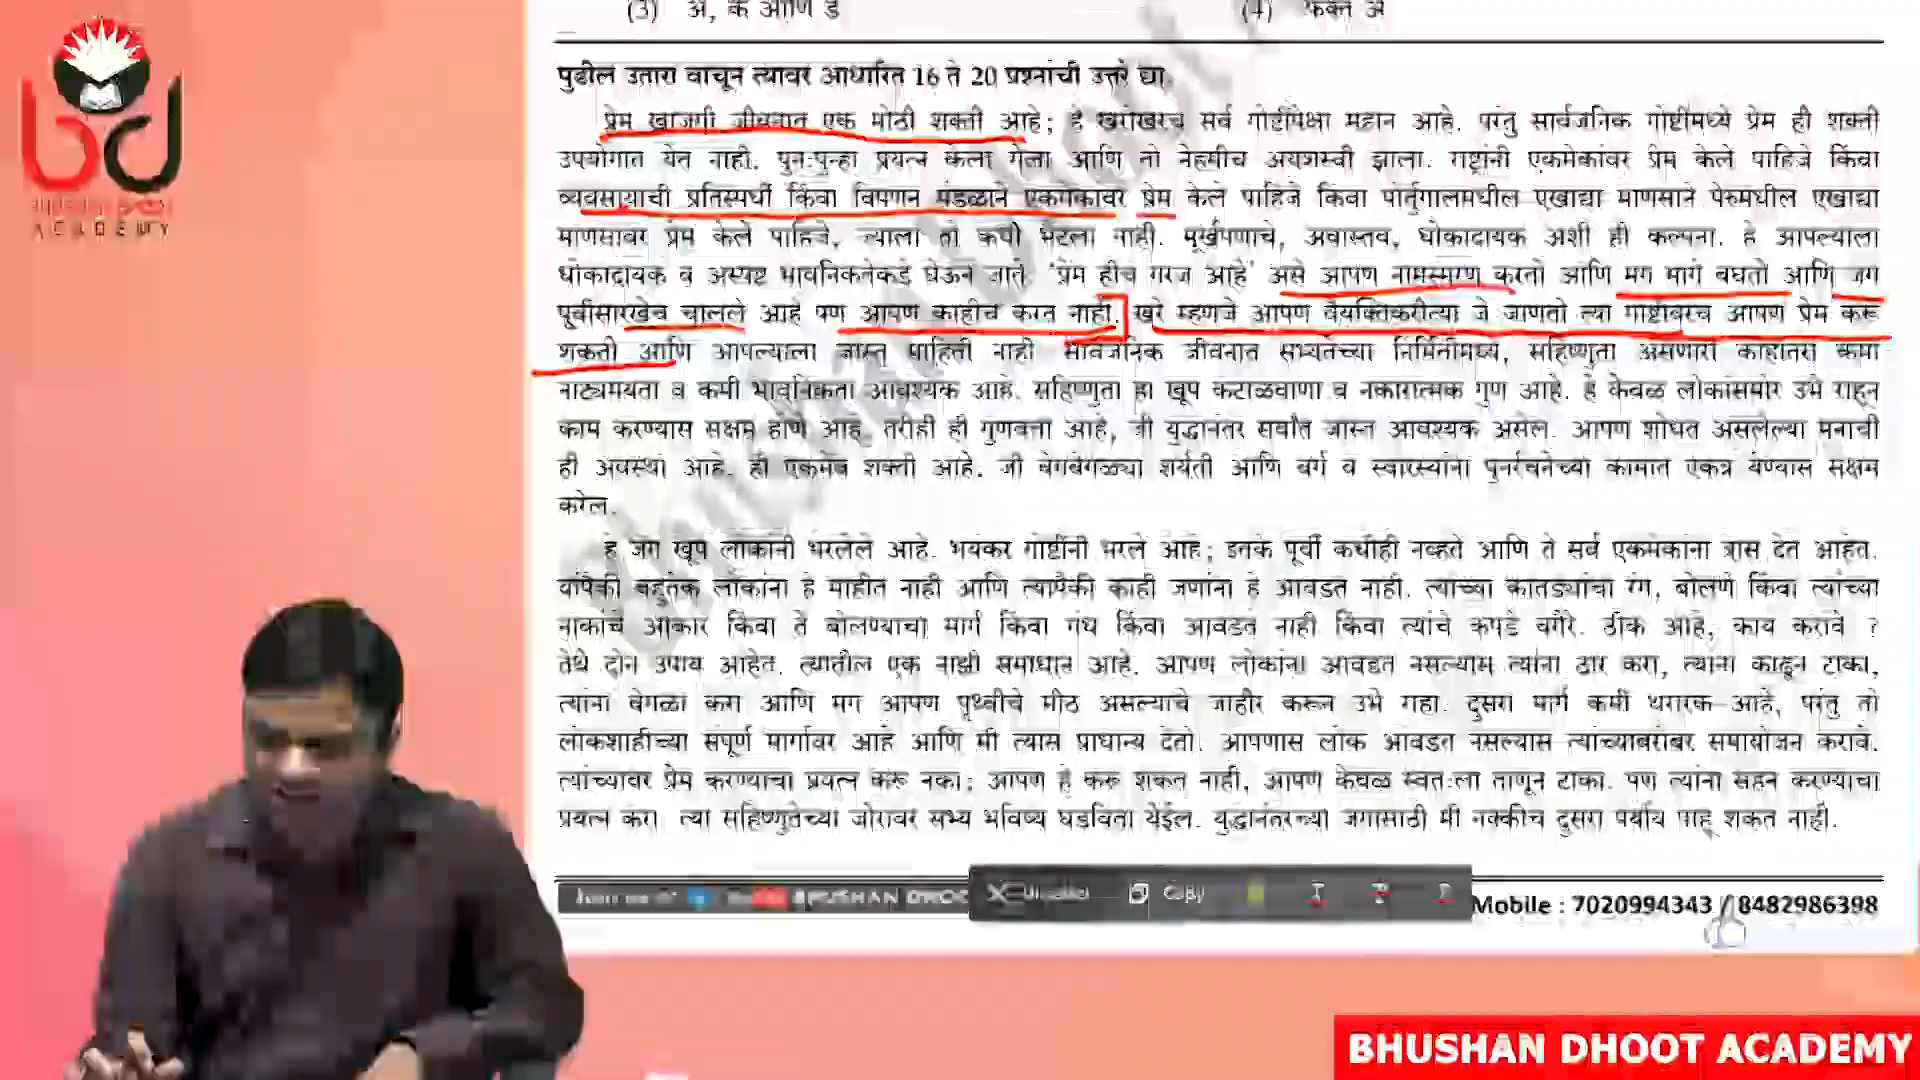 (3) अ, क आणि ड (4) फक्त अ
पुढील उतारा वाचून त्यावर आधारित 16 ते 20 प्रश्नांची उत्तरे द्या.
प्रेम खाजगी जीवनात एक मोठी शक्ती आहे; हे खरोखरच सर्व गोष्टींपेक्षा महान आहे. परंतु सार्वजनिक गोष्टींमध्ये प्रेम ही शक्ती
उपयोगात येत नाही. पुन:पुन्हा प्रयत्न केला गेला आणि तो नेहमीच अयशस्वी झाला. राष्ट्रांनी एकमेकांवर प्रेम केले पाहिजे किंवा
व्यवसायाची प्रतिस्पर्धी किंवा विपणन मंडळाने एकमेकांवर प्रेम केले पाहिजे किंवा पोर्तुगालमधील एखाद्या माणसाने पेरूमधील एखाद्या
माणसावर प्रेम केले पाहिजे, ज्याला तो कधी भेटला नाही. मूर्खपणाचे, अवास्तव, धोकादायक अशी ही कल्पना. हे आपल्याला
धोकादायक व अस्पष्ट भावनिकतेकडे घेऊन जाते. 'प्रेम हीच गरज आहे' असे आपण नामस्मरण करतो आणि मग मागे बघतो आणि जग
पूर्वीसारखेच चालले आहे पण आपण काहीच करत नाही. खरे म्हणजे आपण वैयक्तिकरीत्या जे जाणतो त्या गोष्टींवरच आपण प्रेम करू
शकतो आणि आपल्याला जास्त माहिती नाही. सार्वजनिक जीवनात सभ्यतेच्या निर्मितीमध्ये, सहिष्णुता असणारी काहीतरी कमी
नाट्यमयता व कमी भावनिकता आवश्यक आहे. सहिष्णुता हा खूप कंटाळवाणा व नकारात्मक गुण आहे. हे केवळ लोकांसमोर उभे राहून
काम करण्यास सक्षम होणे आहे. तरीही ही गुणवत्ता आहे, जी युद्धानंतर सर्वात जास्त आवश्यक असेल. आपण शोधत असलेल्या मनाची
ही अवस्था आहे. ही एकमेव शक्ती आहे. जी वेगवेगळ्या शर्यती आणि वर्ग व स्वारस्यांना पुनर्रचनेच्या कामात एकत्र येण्यास सक्षम
करेल.
हे जग खूप लोकांनी भरलेले आहे. भयंकर गोष्टींनी भरले आहे; इतके पूर्वी कधीही नव्हते आणि ते सर्व एकमेकांना त्रास देत आहेत.
यांपैकी बहुतेक लोकांना हे माहीत नाही आणि त्यांपैकी काही जणांना हे आवडत नाही. त्यांच्या कातड्यांचा रंग, बोलणे किंवा त्यांच्या
नाकांचे आकार किंवा ते बोलण्याचा मार्ग किंवा गंध किंवा आवडत नाही किंवा त्यांचे कपडे वगैरे. ठीक आहे, काय करावे ?
तेथे दोन उपाय आहेत. त्यातील एक नाझी समाधान आहे. आपण लोकांना आवडत नसल्यास त्यांना ठार करा, त्यांना काढून टाका,
त्यांना वेगळा करा आणि मग आपण पृथ्वीचे मीठ असल्याचे जाहीर करून उभे राहा. दुसरा मार्ग कमी थरारक आहे, परंतु तो
लोकशाहीच्या संपूर्ण मार्गावर आहे आणि मी त्यास प्राधान्य देतो. आपणास लोक आवडत नसल्यास त्यांच्याबरोबर समायोजन करावे.
त्यांच्यावर प्रेम करण्याचा प्रयत्न करू नका; आपण हे करू शकत नाही, आपण केवळ स्वत:ला ताणून टाका. पण त्यांना सहन करण्याचा
प्रयत्न करा. त्या सहिष्णुतेच्या जोरावर सभ्य भविष्य घडविता येईल. युद्धानंतरच्या जगासाठी मी नक्कीच दुसरा पर्याय पाहू शकत नाही.
BHUSHAN DHOO Copy Mobile : 7020994343 / 8482986398
bd
ACADEMY
BHUSHAN DHOOT ACADEMY